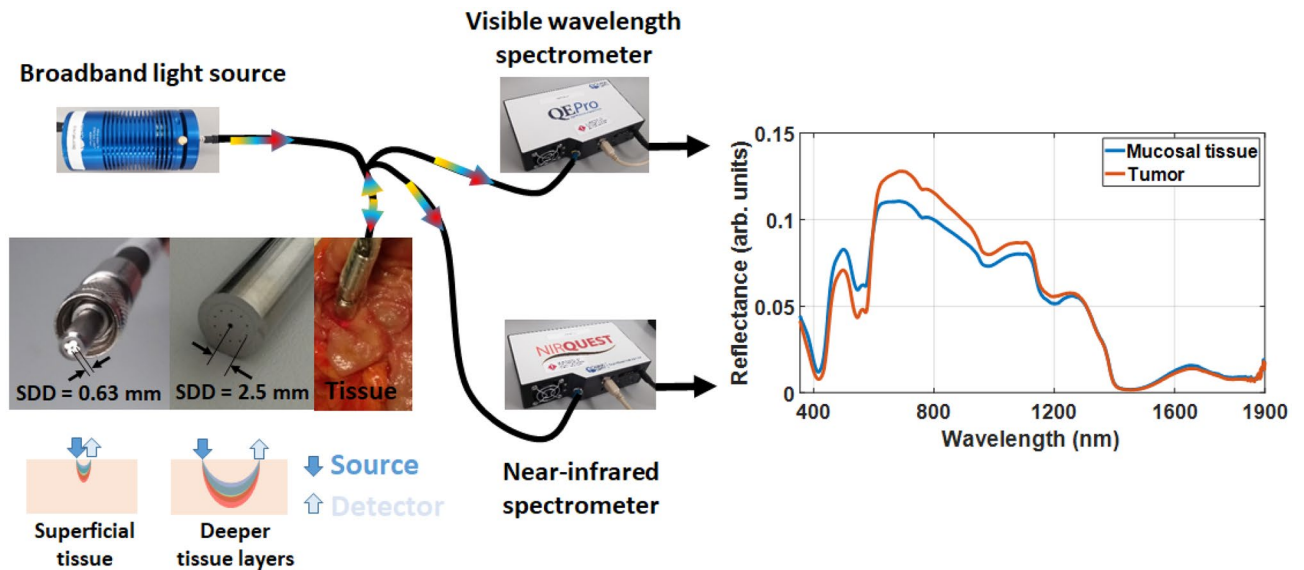 Visible wavelength
spectrometer
Broadband light source
QEPro
NIRQUEST
SDD = 0.63 mm
SDD = 2.5 mm
Tissue
Source
Detector
Superficial
tissue
Deeper
tissue layers
Near-infrared
spectrometer
Reflectance (arb. units)
0.15
0.1
0.05
0
Mucosal tissue
Tumor
400
800
1200
1600
1900
Wavelength (nm)